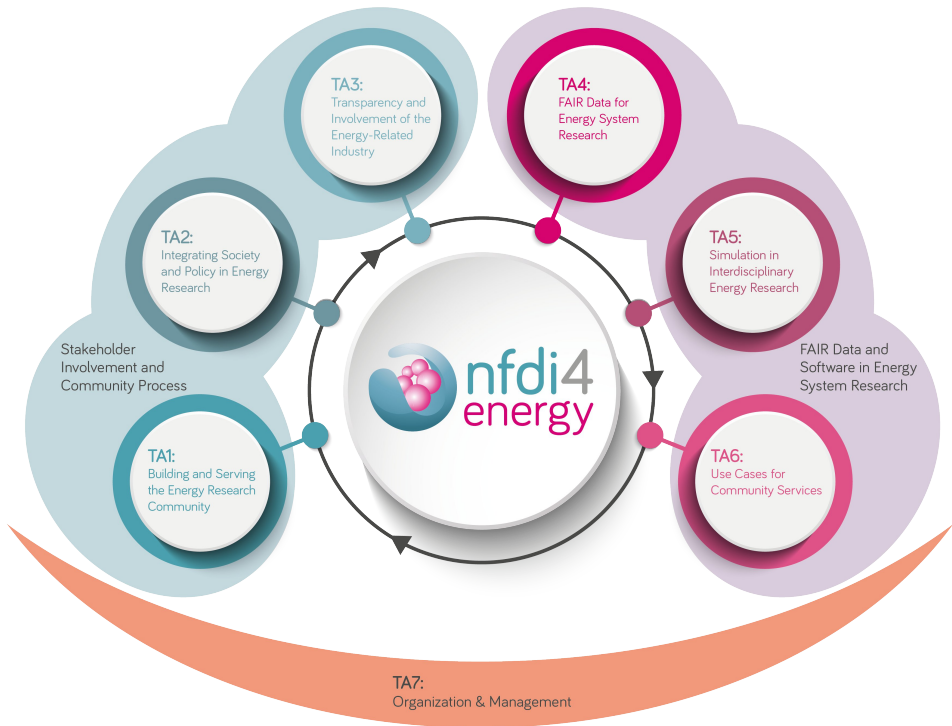 TA3:
Transparency and
Involvement of the
Energy-Related
Industry
TA4:
FAIR Data for
Energy System
Research
TA2:
Integrating Society
and Policy in Energy
Research
TA5:
Simulation in
Interdisciplinary
Energy Research
Stakeholder
Involvement and
Community Process
nfdi4
energy
FAIR Data and
Software in Energy
System Research
TA1:
Building and Serving
the Energy Research
Community
TA6:
Use Cases for
Community Services
TA7:
Organization & Management